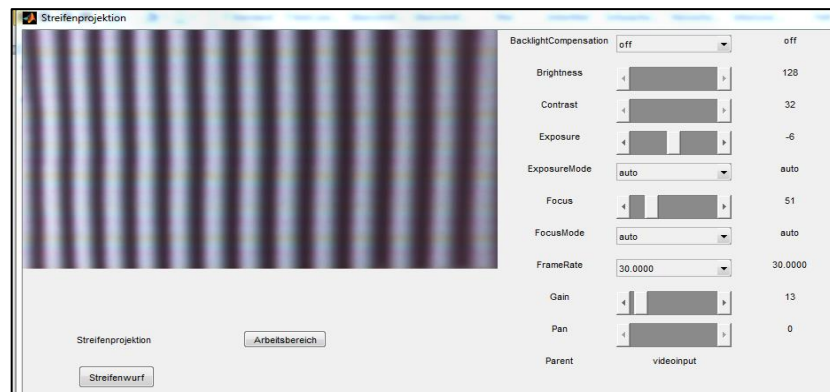 Streifenprojektion
BacklightCompensation off off
Brightness 128
Contrast 32
Exposure -6
ExposureMode auto auto
Focus 51
FocusMode auto auto
FrameRate 30.0000 30.0000
Gain 13
Pan 0
Parent videoinput
Streifenprojektion Arbeitsbereich
Streifenwurf